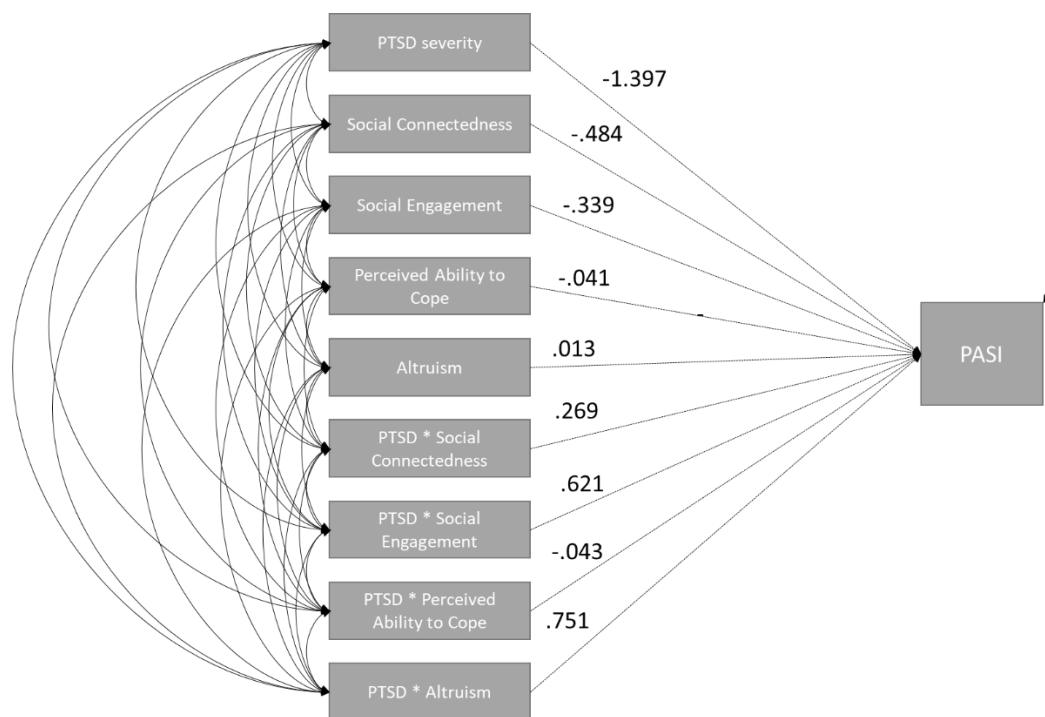 PTSD severity
-1.397
Social Connectedness
-.484
Social Engagement
-.339
Perceived Ability to
Cope
-.041
Altruism
.013
PTSD * Social
Connectedness
.269
PTSD * Social
Engagement
.621
PTSD * Perceived
Ability to Cope
-.043
PTSD * Altruism
.751
PASI